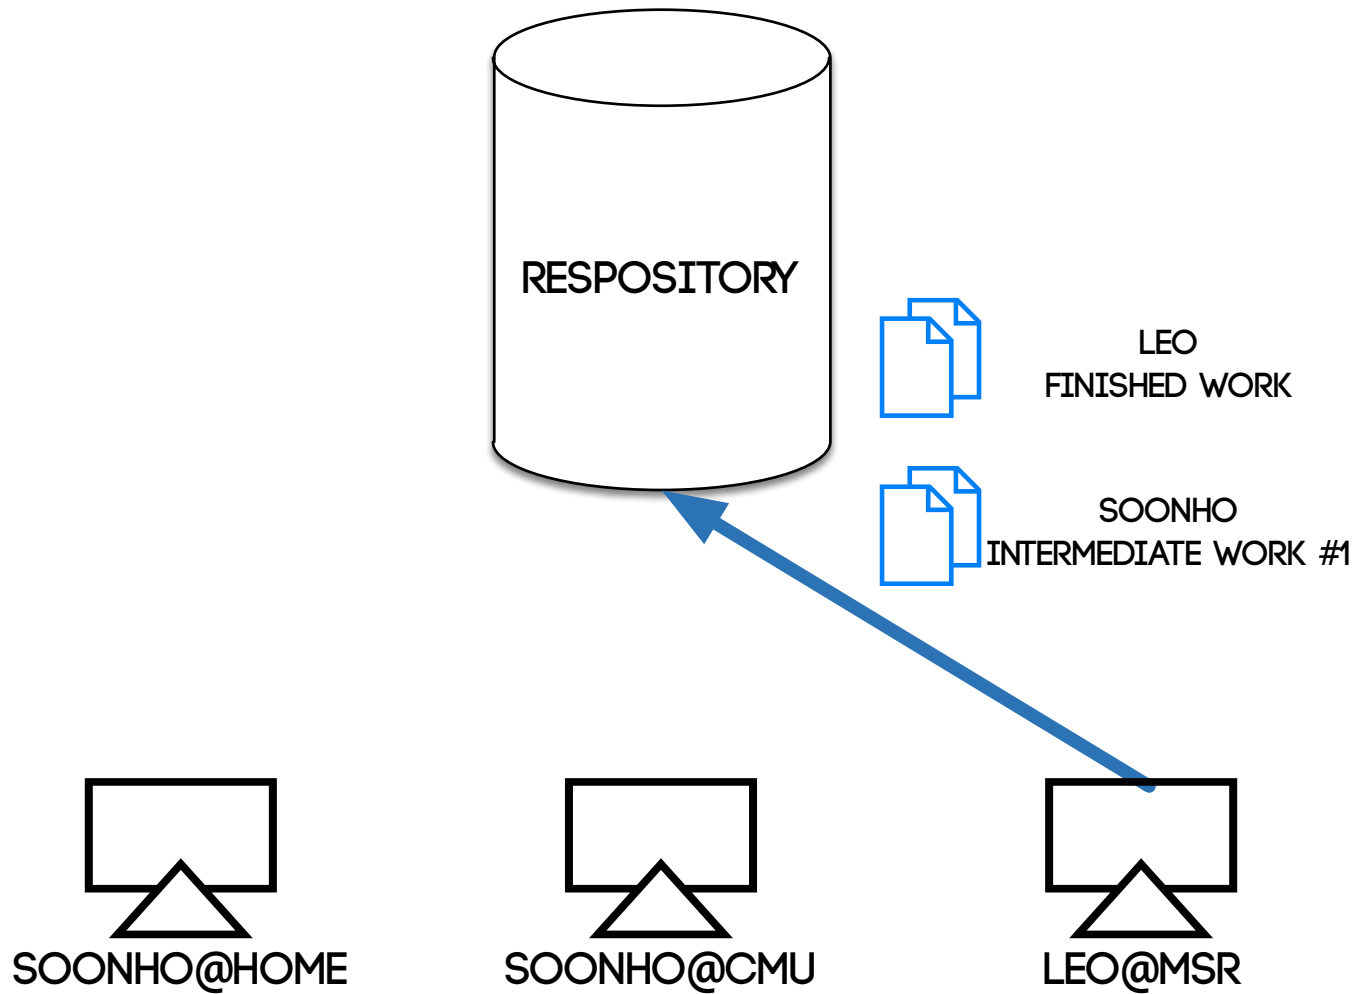 RESPOSITORY
LEO
FINISHED WORK
SOONHO
INTERMEDIATE WORK #1
SOONHO@HOME
SOONHO@CMU
LEO@MSR